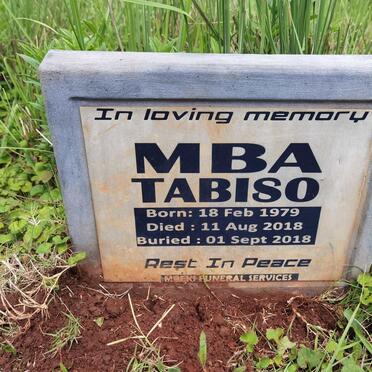 In loving memory
MBA
TABISO
Born: 18 Feb 1979
Died : 11 Aug 2018
Buried : 01 Sept 2018
Rest In Peace
FUNERAL SERVICES